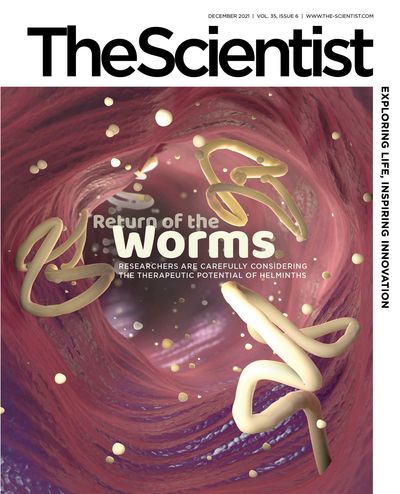 DECEMBER 2021 | VOL. 35, ISSUE 6 | WWW.THE-SCIENTIST.COM
TheScientist
EXPLORING LIFE, INSPIRING INNOVATION
Return of the
Worms
RESEARCHERS ARE CAREFULLY CONSIDERING
THE THERAPEUTIC POTENTIAL OF HELMINTHS